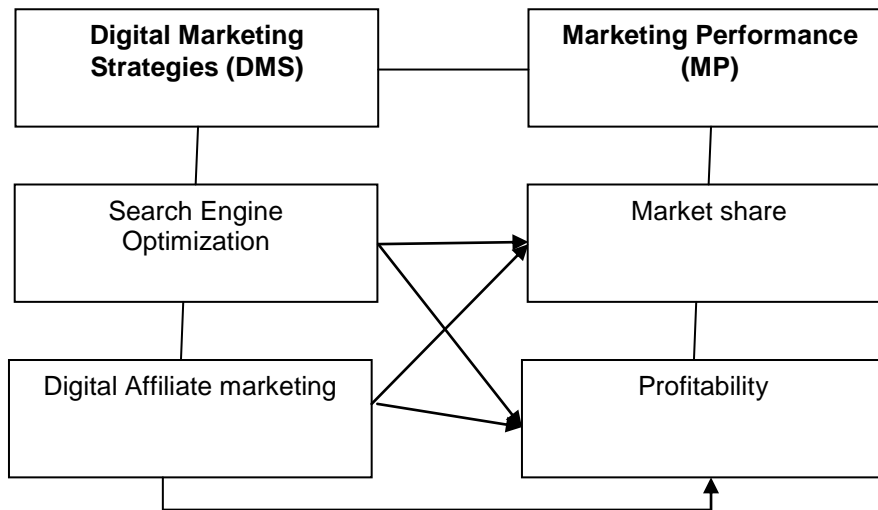 Digital Marketing
Strategies (DMS)
Marketing Performance
(MP)
Search Engine
Optimization
Market share
Digital Affiliate marketing
Profitability